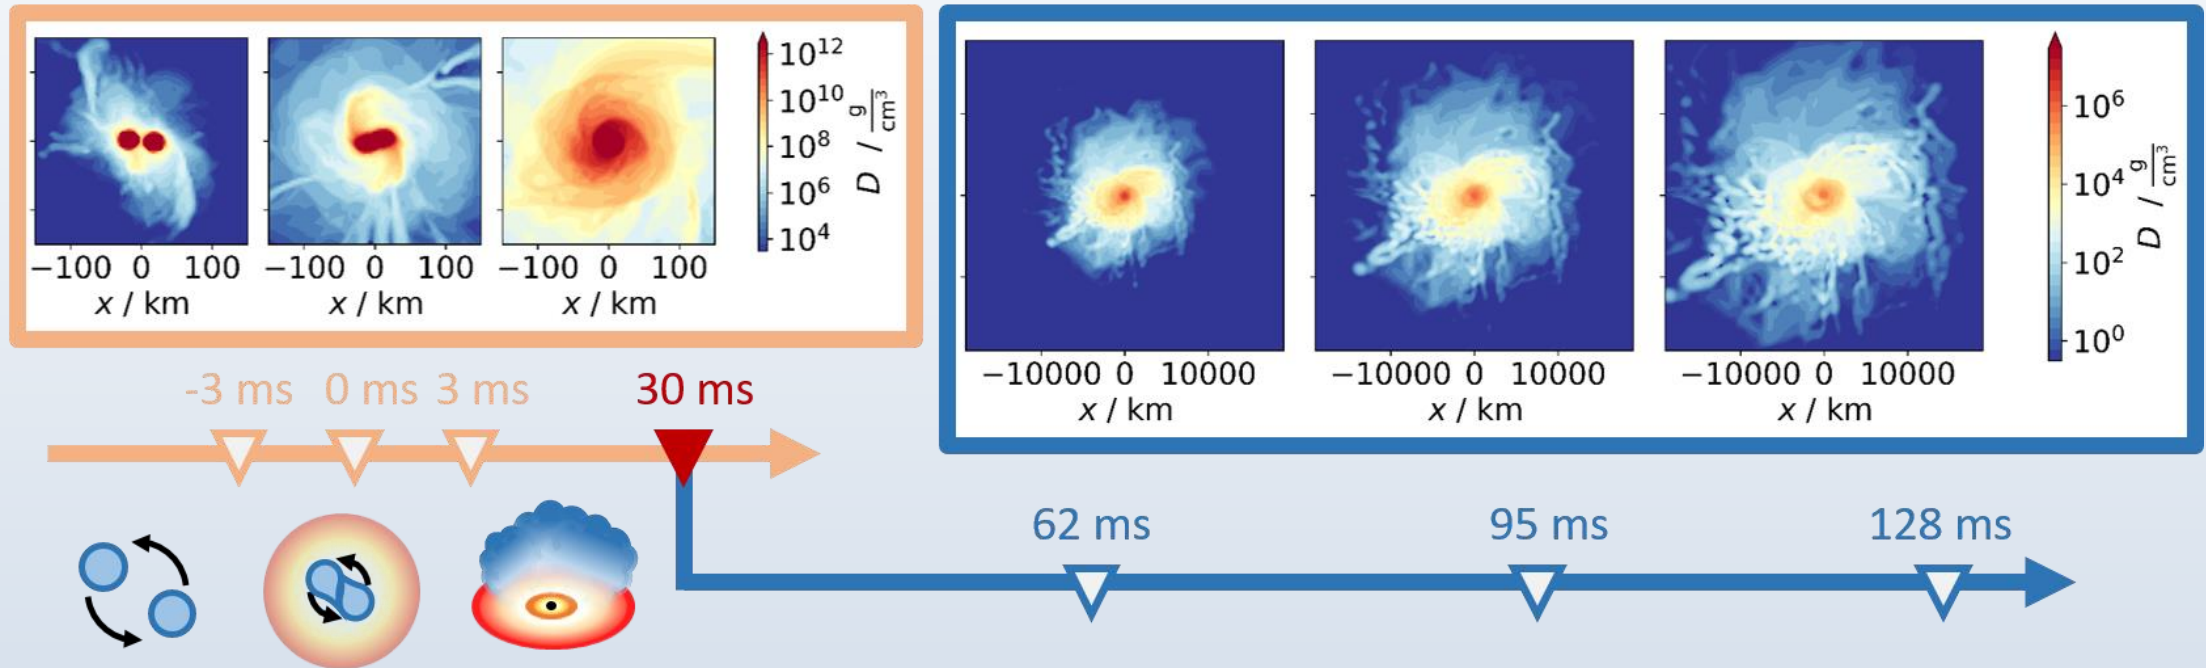 10¹²
10¹⁰
10⁸
10⁶
10⁴
D / g/cm³
−100 0 100 −100 0 100 −100 0 100
x / km x / km x / km
10⁶
10⁴
10²
10⁰
D / g/cm³
−10000 0 10000 −10000 0 10000 −10000 0 10000
x / km x / km x / km
-3 ms 0 ms 3 ms 30 ms
62 ms 95 ms 128 ms